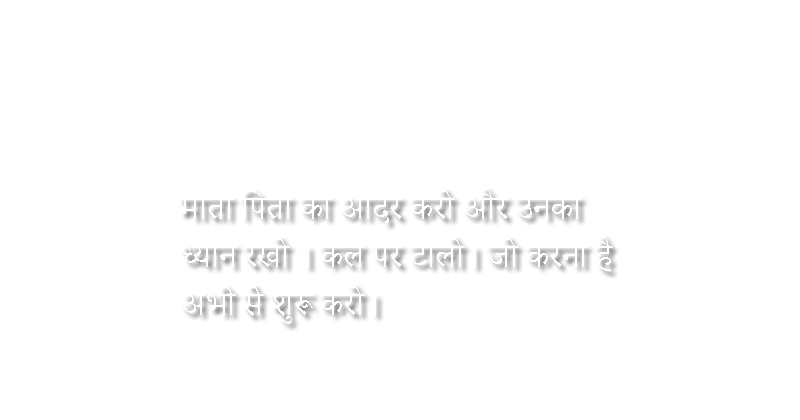 माता पिता का आदर करो और उनका
ध्यान रखो । कल पर टालो। जो करना है
अभी से शुरू करो।